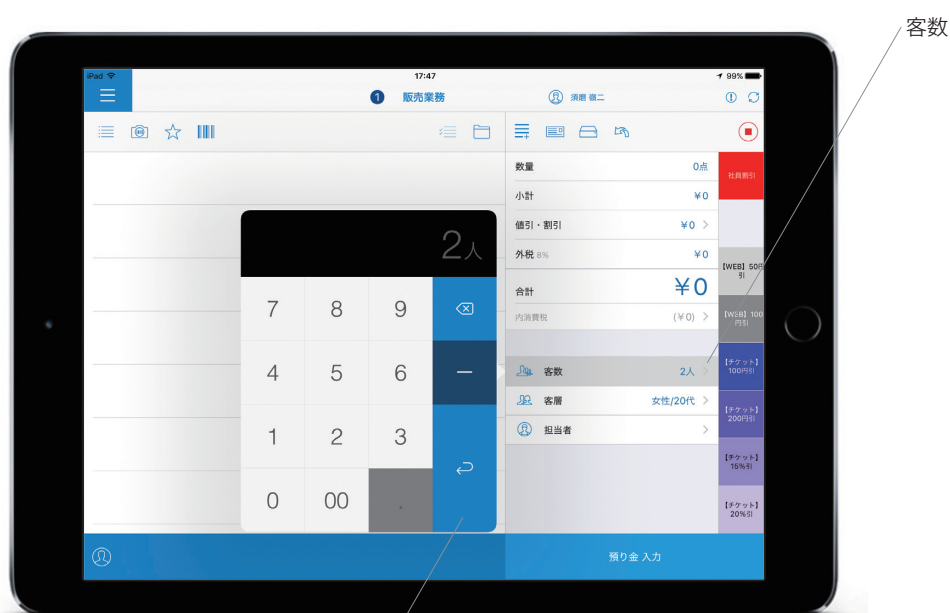 客数
iPad
17:47
99%
1
販売業務
須磨 嶺二
数量
0点
小計
¥0
値引・割引
¥0
外税 8%
¥0
合計
¥0
内消費税
(¥0)
客数
2人
客層
女性/20代
担当者
預り金 入力
社員割引
【WEB】50円
引
【WEB】100
円引
【チケット】
100円引
【チケット】
200円引
【チケット】
15%引
【チケット】
20%引
2人
7 8 9
4 5 6 −
1 2 3
0 00 .